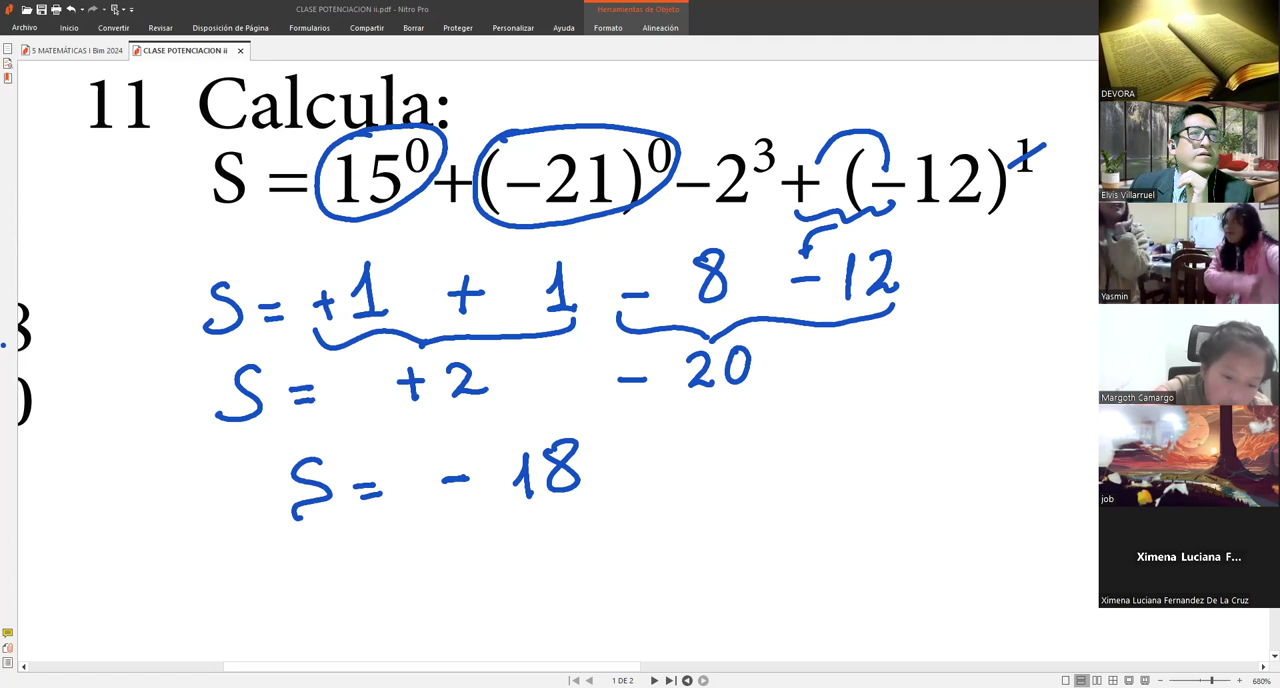 CLASE POTENCIACION ii.pdf - Nitro Pro
Herramientas de Objeto
Archivo Inicio Convertir Revisar Disposición de Página Formularios Compartir Borrar Proteger Personalizar Ayuda Formato Alineación
5 MATEMÁTICAS I Bim 2024
CLASE POTENCIACION ii
11 Calcula:
S = 15⁰+(−21)⁰−2³+(−12)¹
S = +1 + 1 - 8 - 12
S = +2 - 20
S = - 18
3
)
DEVORA
Elvis Villarruel
Yasmin
Margoth Camargo
job
Ximena Luciana F...
Ximena Luciana Fernandez De La Cruz
1 DE 2
680%